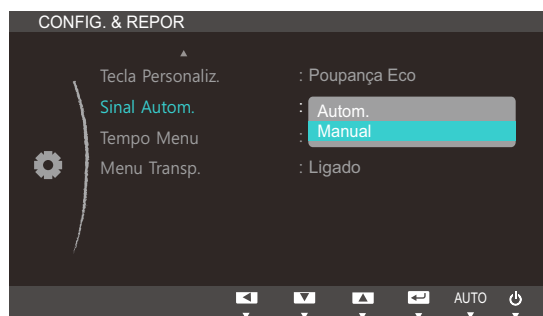 CONFIG. & REPOR
Tecla Personaliz. : Poupança Eco
Sinal Autom. : Autom.
Manual
Tempo Menu :
Menu Transp. : Ligado
AUTO